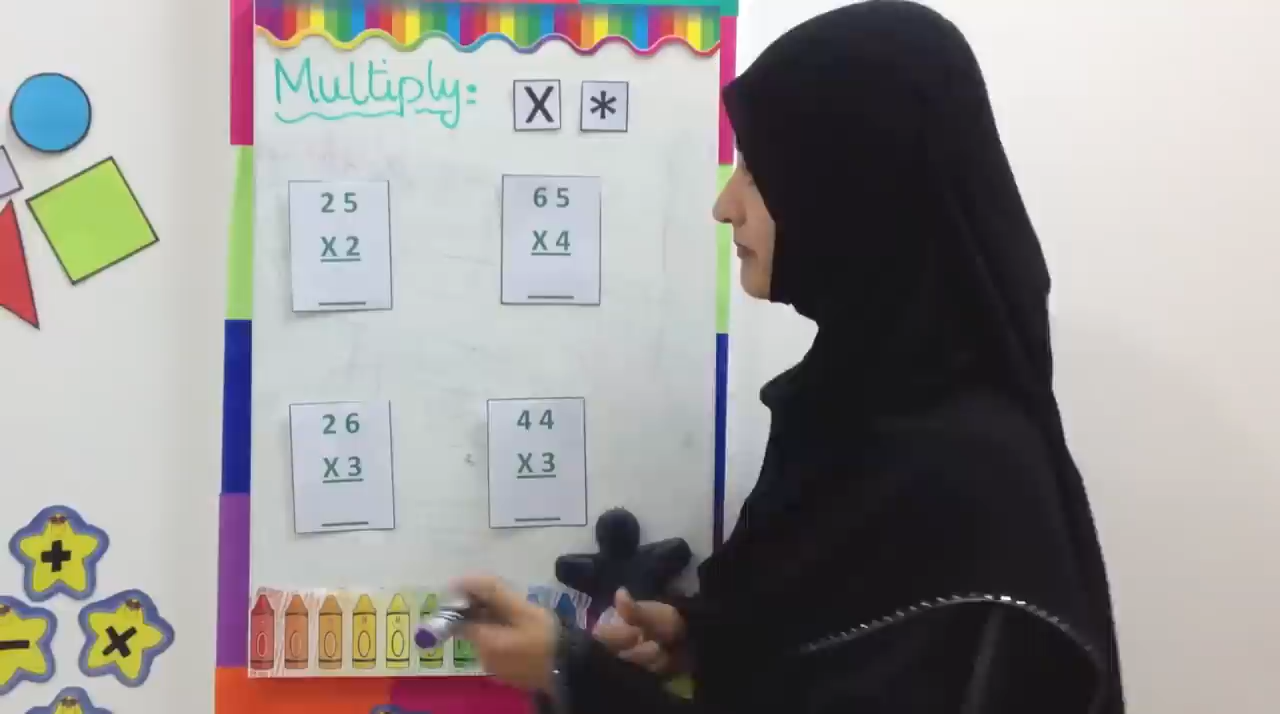 Multiply:
X *
2 5
X 2
6 5
X 4
2 6
X 3
4 4
X 3
+
−
×